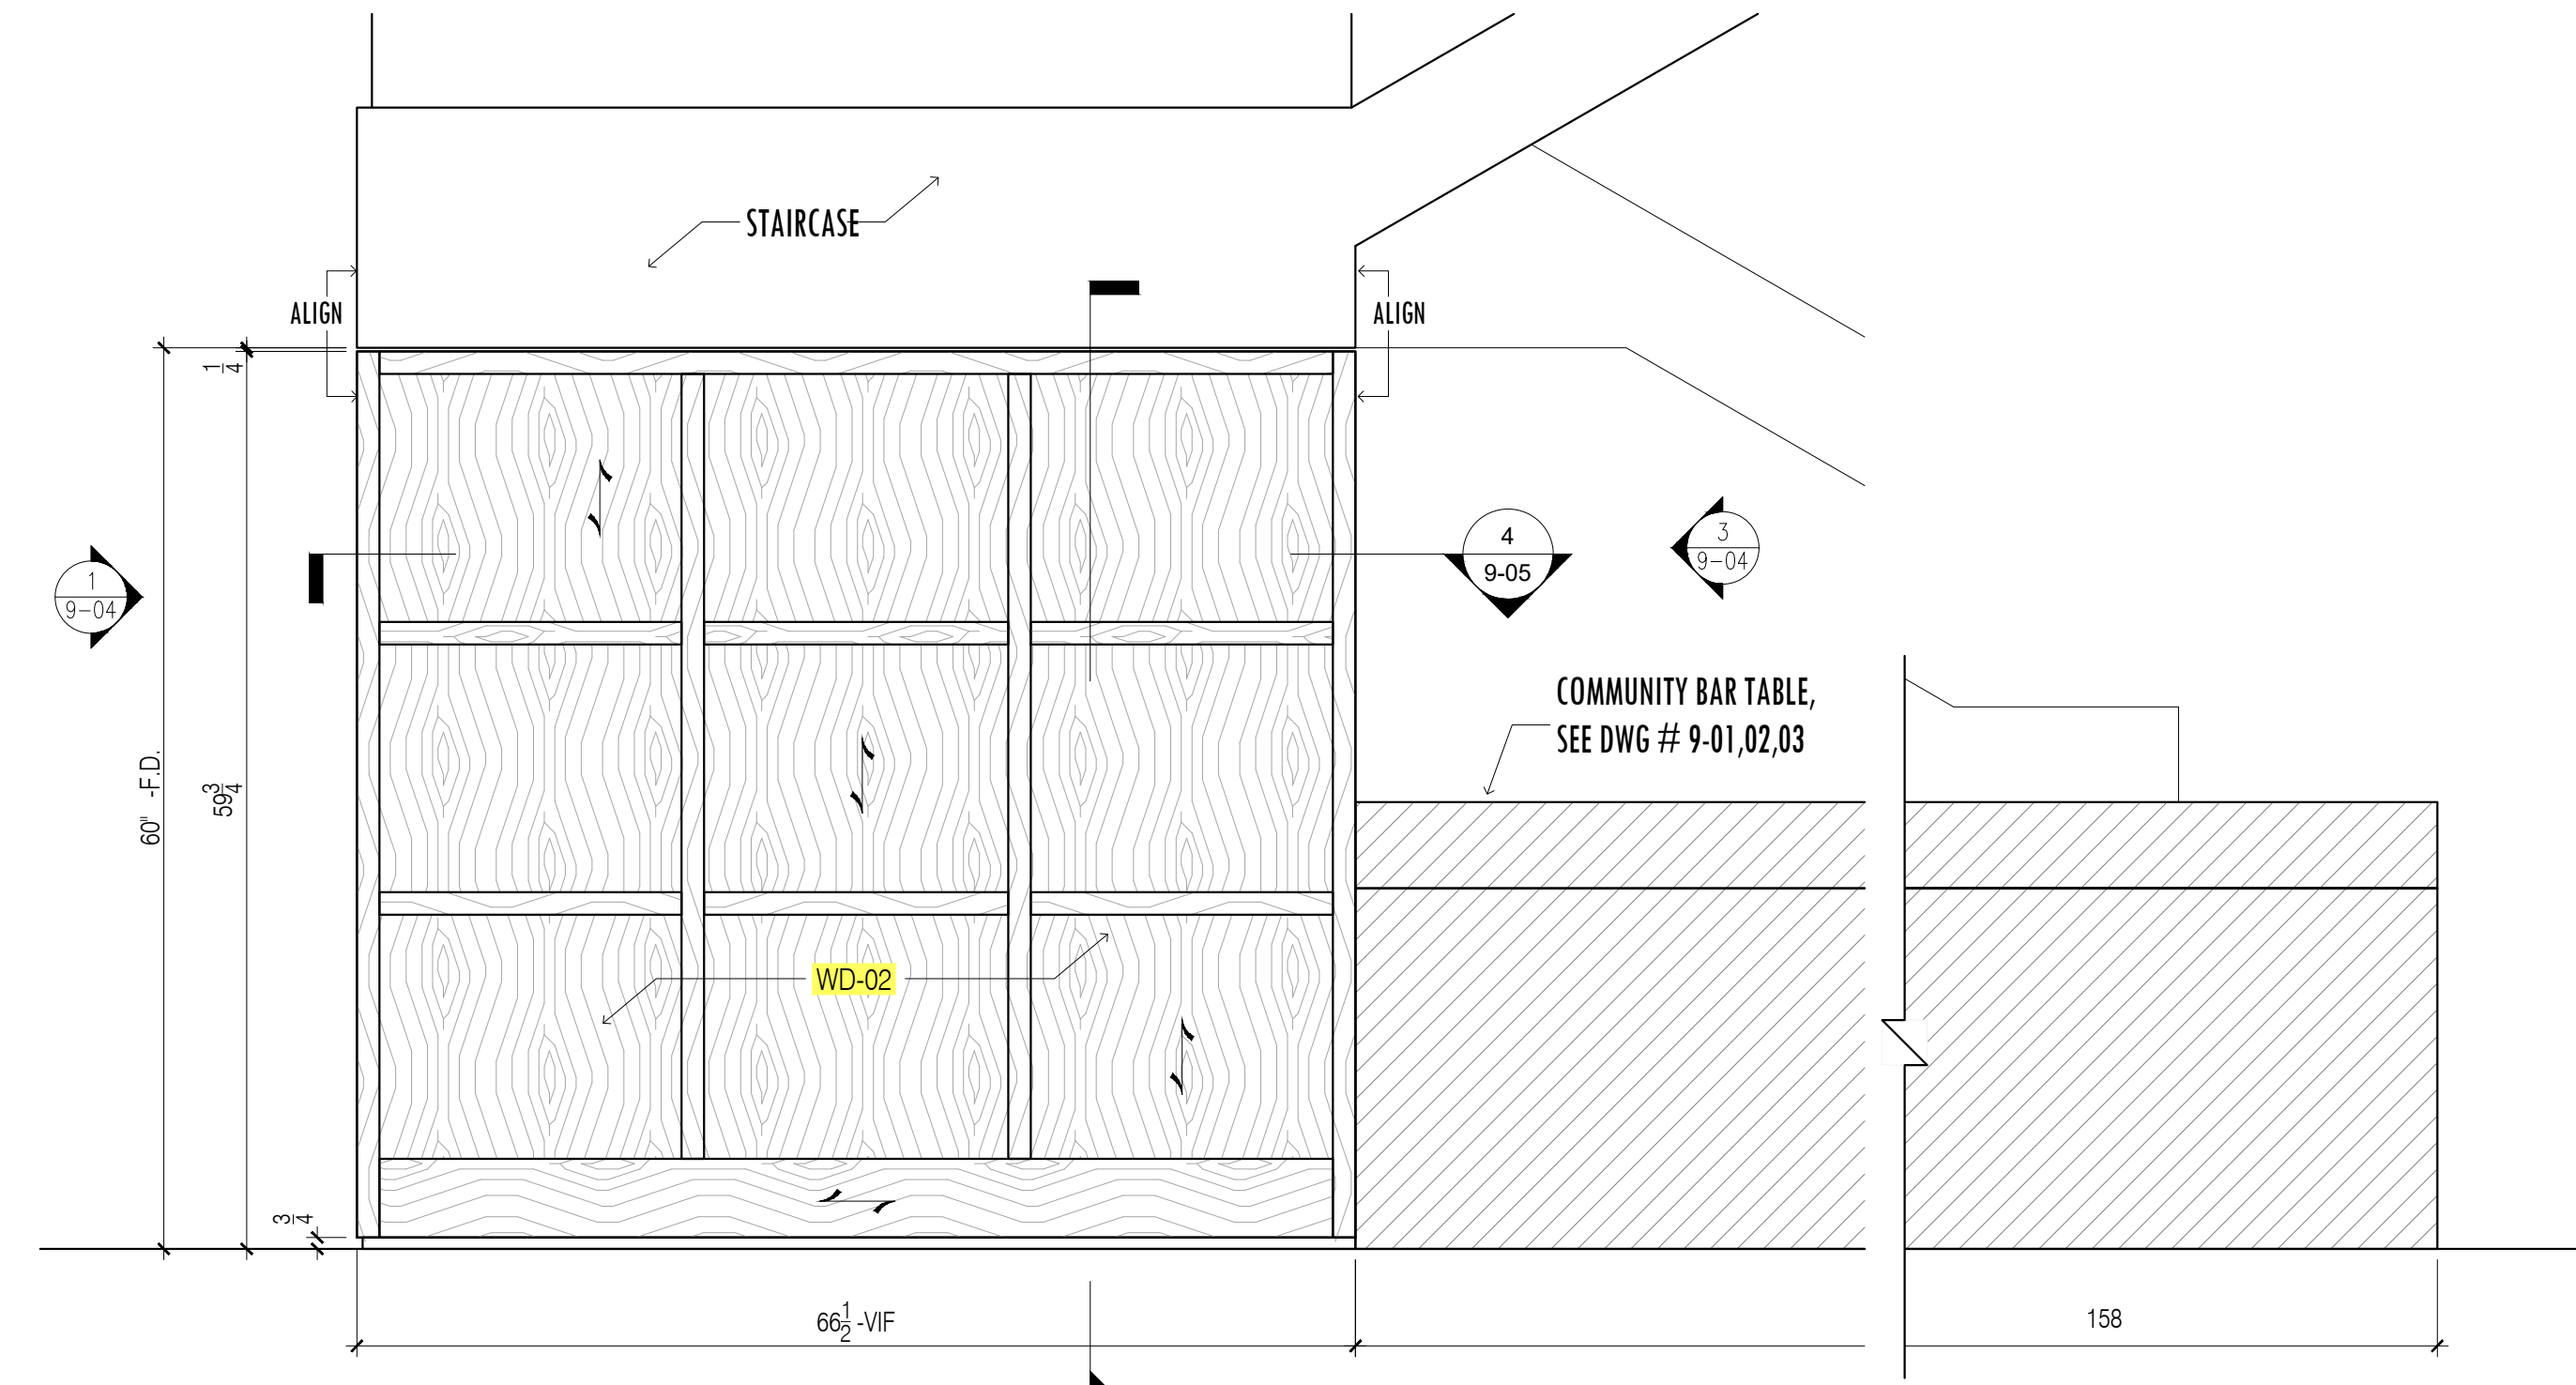 STAIRCASE
ALIGN
ALIGN
1/4
60" -F.D.
59 3/4
1
9-04
4
9-05
3
9-04
COMMUNITY BAR TABLE,
SEE DWG # 9-01,02,03
WD-02
3/4
66 1/2 -VIF
158